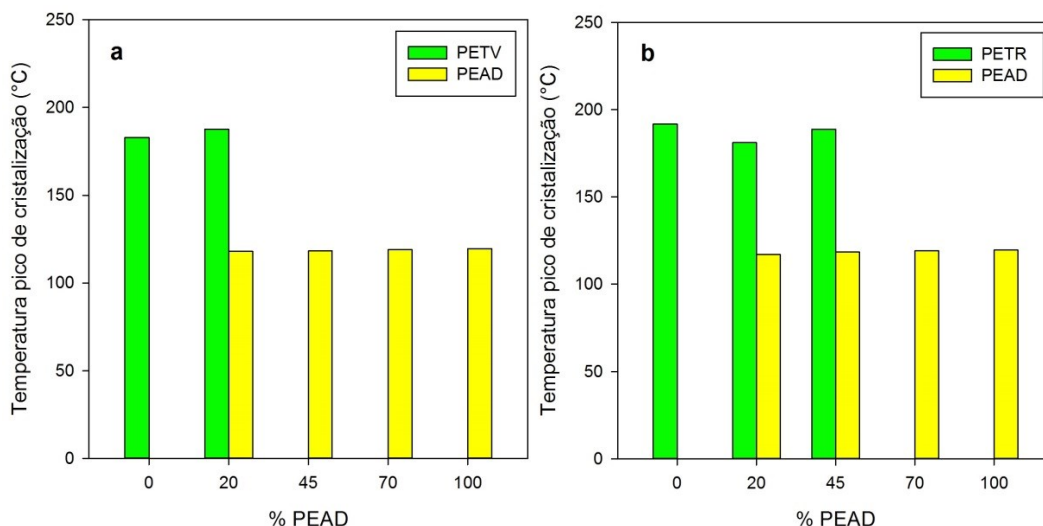 a
PETV
PEAD
Temperatura pico de cristalização (°C)
250
200
150
100
50
0
0 20 45 70 100
% PEAD
b
PETR
PEAD
Temperatura pico de cristalização (°C)
250
200
150
100
50
0
0 20 45 70 100
% PEAD